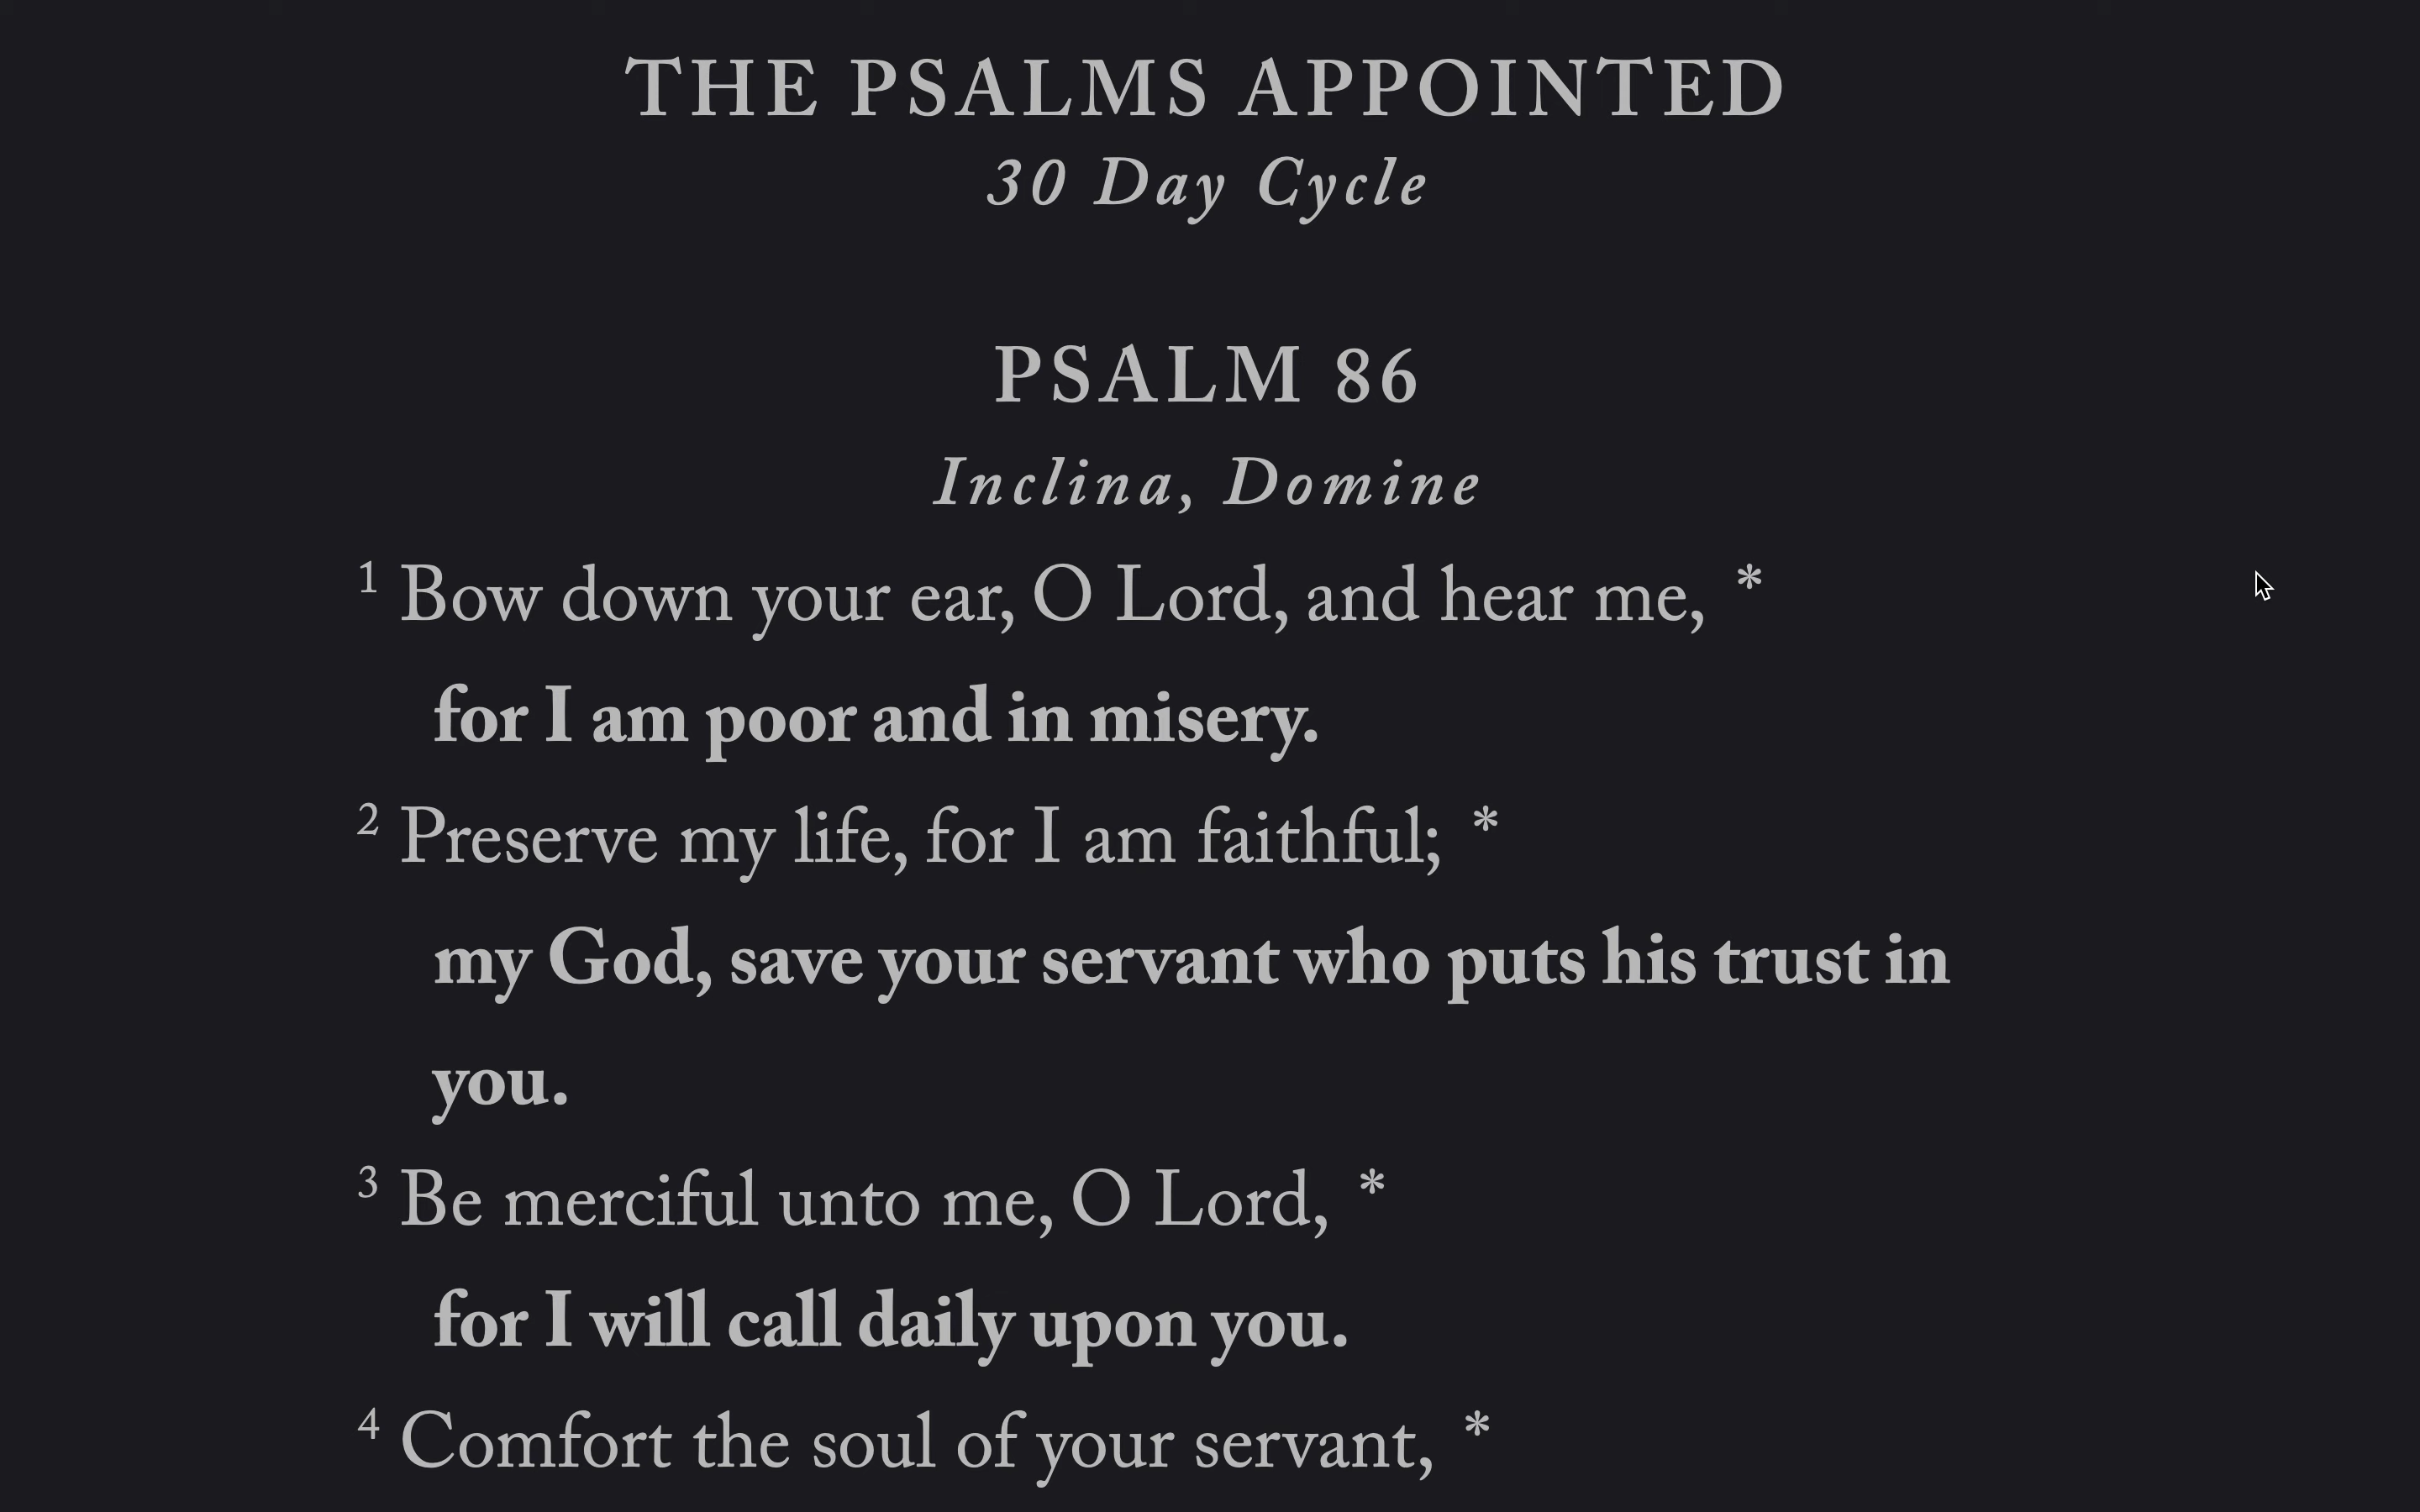 THE PSALMS APPOINTED
30 Day Cycle
PSALM 86
Inclina, Domine
1 Bow down your ear, O Lord, and hear me, *
for I am poor and in misery.
2 Preserve my life, for I am faithful; *
my God, save your servant who puts his trust in
you.
3 Be merciful unto me, O Lord, *
for I will call daily upon you.
4 Comfort the soul of your servant, *